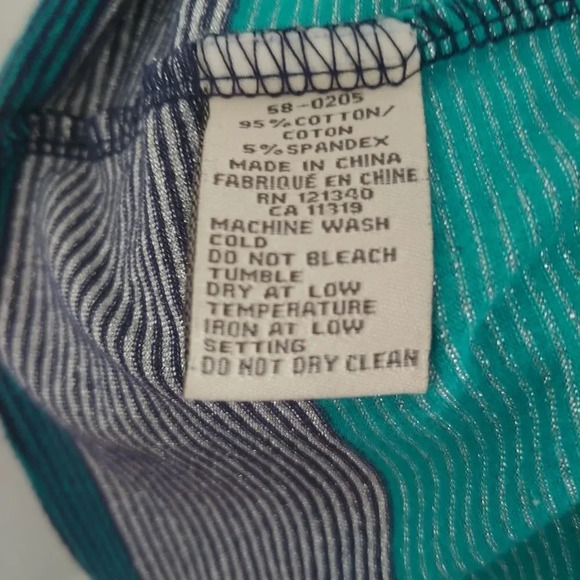 58-0205
95%COTTON/
COTON
5%SPANDEX
MADE IN CHINA
FABRIQUÉ EN CHINE
RN 121340
CA 11319
MACHINE WASH
COLD
DO NOT BLEACH
TUMBLE
DRY AT LOW
TEMPERATURE
IRON AT LOW
SETTING
DO NOT DRY CLEAN